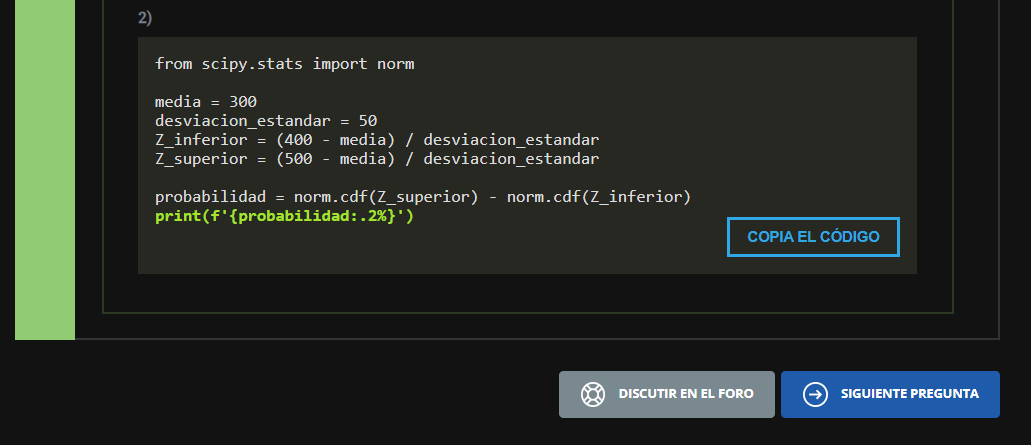 2)
from scipy.stats import norm
media = 300
desviacion_estandar = 50
Z_inferior = (400 - media) / desviacion_estandar
Z_superior = (500 - media) / desviacion_estandar
probabilidad = norm.cdf(Z_superior) - norm.cdf(Z_inferior)
print(f'{probabilidad:.2%}')
COPIA EL CÓDIGO
DISCUTIR EN EL FORO
SIGUIENTE PREGUNTA